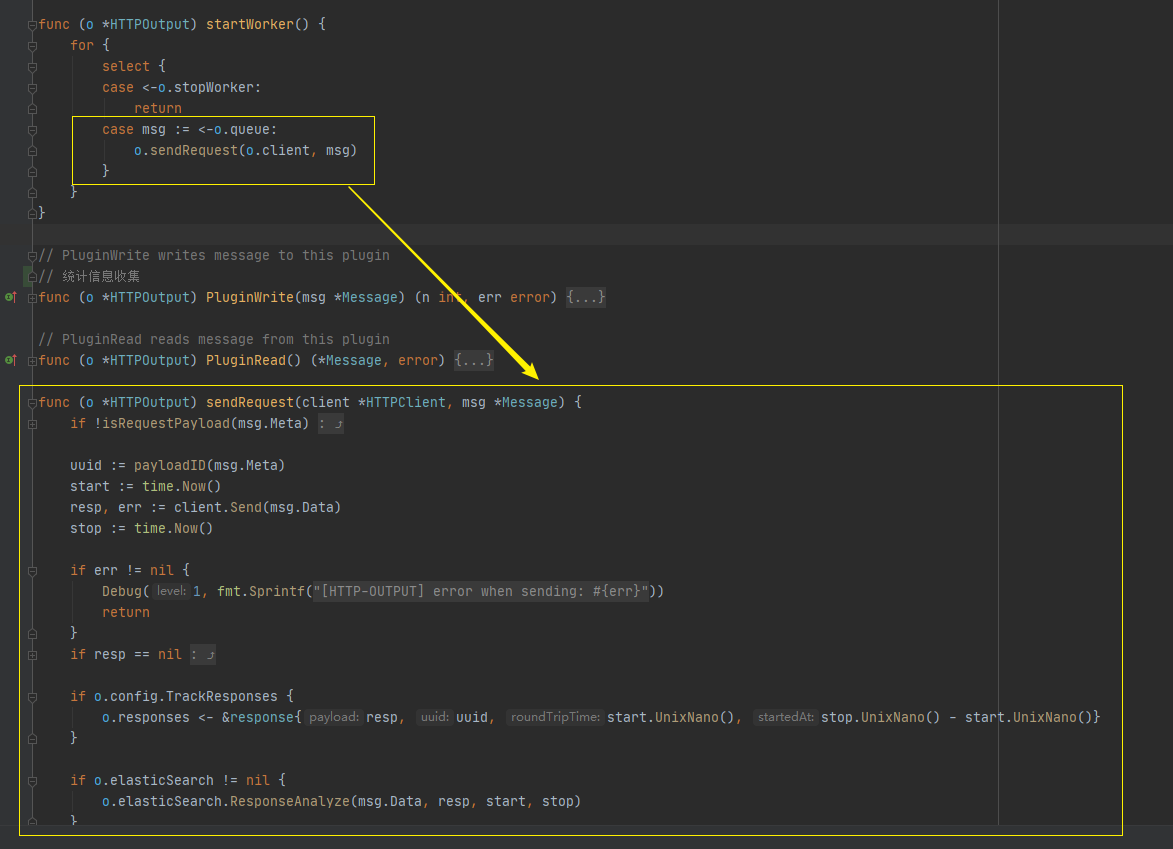 func (o *HTTPOutput) startWorker() {
    for {
        select {
        case <-o.stopWorker:
            return
        case msg := <-o.queue:
            o.sendRequest(o.client, msg)
        }
    }
}
// PluginWrite writes message to this plugin
// 统计信息收集
func (o *HTTPOutput) PluginWrite(msg *Message) (n int, err error) {...}
// PluginRead reads message from this plugin
func (o *HTTPOutput) PluginRead() (*Message, error) {...}
func (o *HTTPOutput) sendRequest(client *HTTPClient, msg *Message) {
    if !isRequestPayload(msg.Meta) : ⤶
    uuid := payloadID(msg.Meta)
    start := time.Now()
    resp, err := client.Send(msg.Data)
    stop := time.Now()
    if err != nil {
        Debug( level: 1, fmt.Sprintf("[HTTP-OUTPUT] error when sending: #{err}"))
        return
    }
    if resp == nil : ⤶
    if o.config.TrackResponses {
        o.responses <- &response{ payload: resp, uuid: uuid, roundTripTime: start.UnixNano(), startedAt: stop.UnixNano() - start.UnixNano()}
    }
    if o.elasticSearch != nil {
        o.elasticSearch.ResponseAnalyze(msg.Data, resp, start, stop)
    }